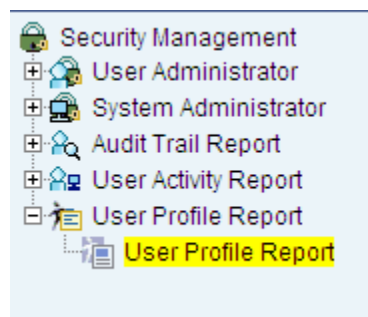 Security Management
User Administrator
System Administrator
Audit Trail Report
User Activity Report
User Profile Report
User Profile Report